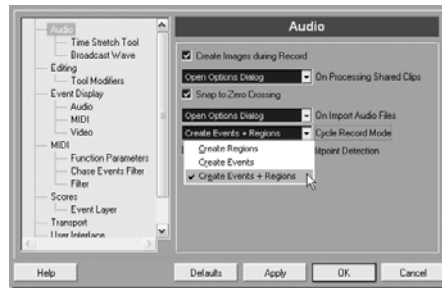 Audio
Time Stretch Tool
Broadcast Wave
Editing
Tool Modifiers
Event Display
Audio
MIDI
Video
MIDI
Function Parameters
Chase Events Filter
Filter
Scores
Event Layer
Transport
User Interface
Audio
Create Images during Record
Open Options Dialog On Processing Shared Clips
Snap to Zero Crossing
Open Options Dialog On Import Audio Files
Create Events + Regions Cycle Record Mode
Create Regions
Create Events
Create Events + Regions
Hitpoint Detection
Help Defaults Apply OK Cancel